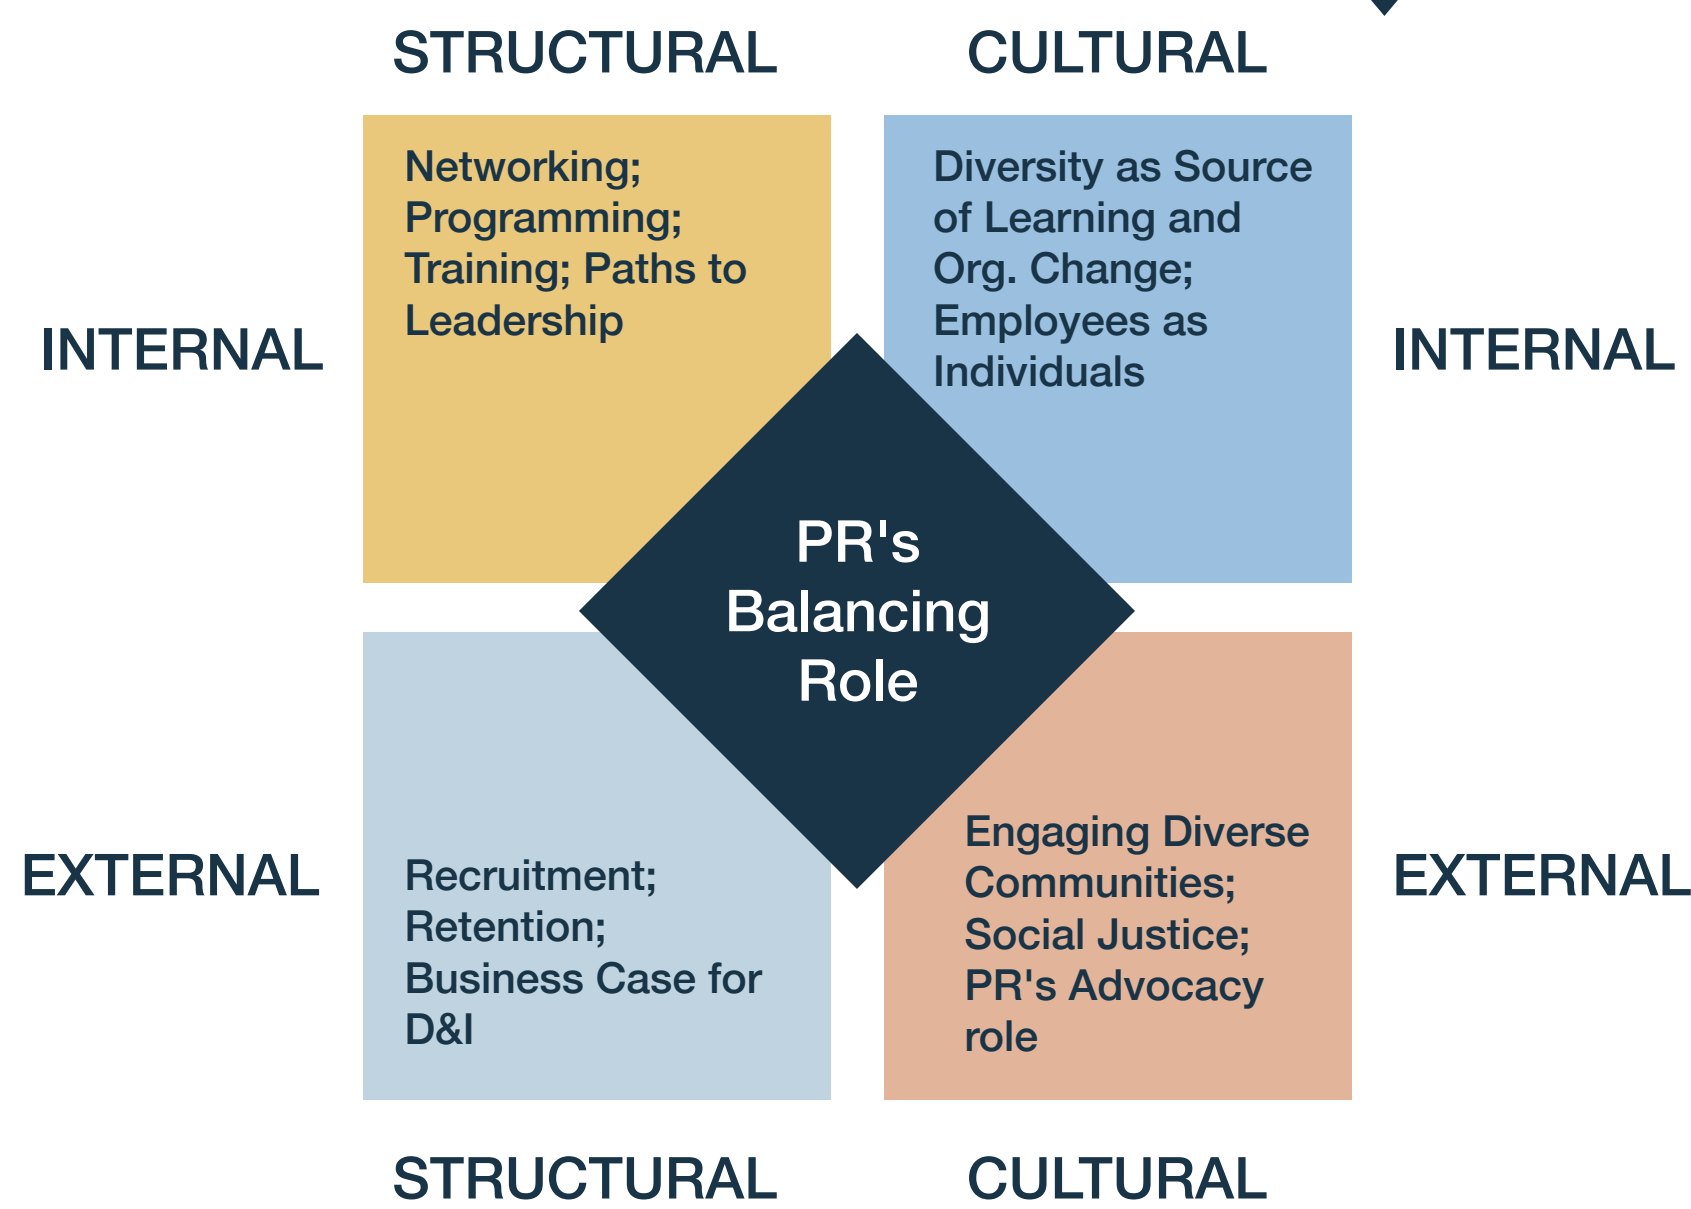 STRUCTURAL
CULTURAL
Networking;
Programming;
Training; Paths to
Leadership
Diversity as Source
of Learning and
Org. Change;
Employees as
Individuals
INTERNAL
INTERNAL
PR's
Balancing
Role
EXTERNAL
Recruitment;
Retention;
Business Case for
D&I
Engaging Diverse
Communities;
Social Justice;
PR's Advocacy
role
EXTERNAL
STRUCTURAL
CULTURAL